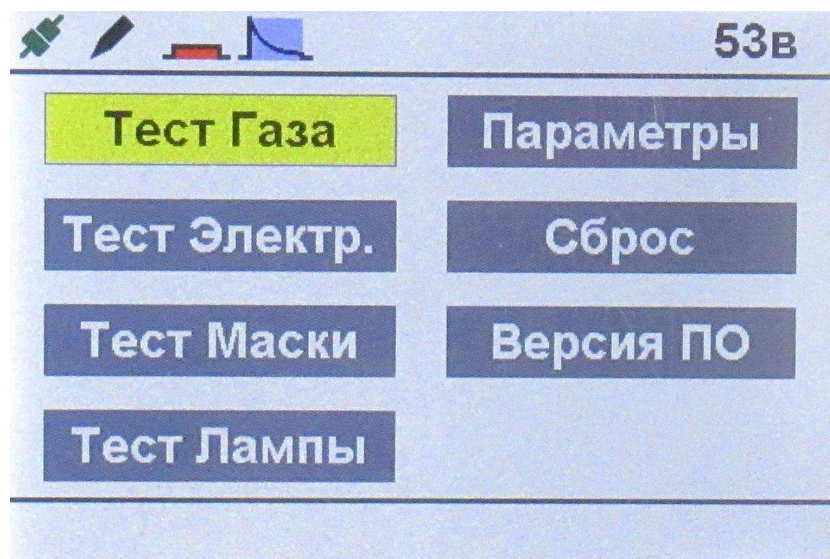 53в
Тест Газа
Параметры
Тест Электр.
Сброс
Тест Маски
Версия ПО
Тест Лампы